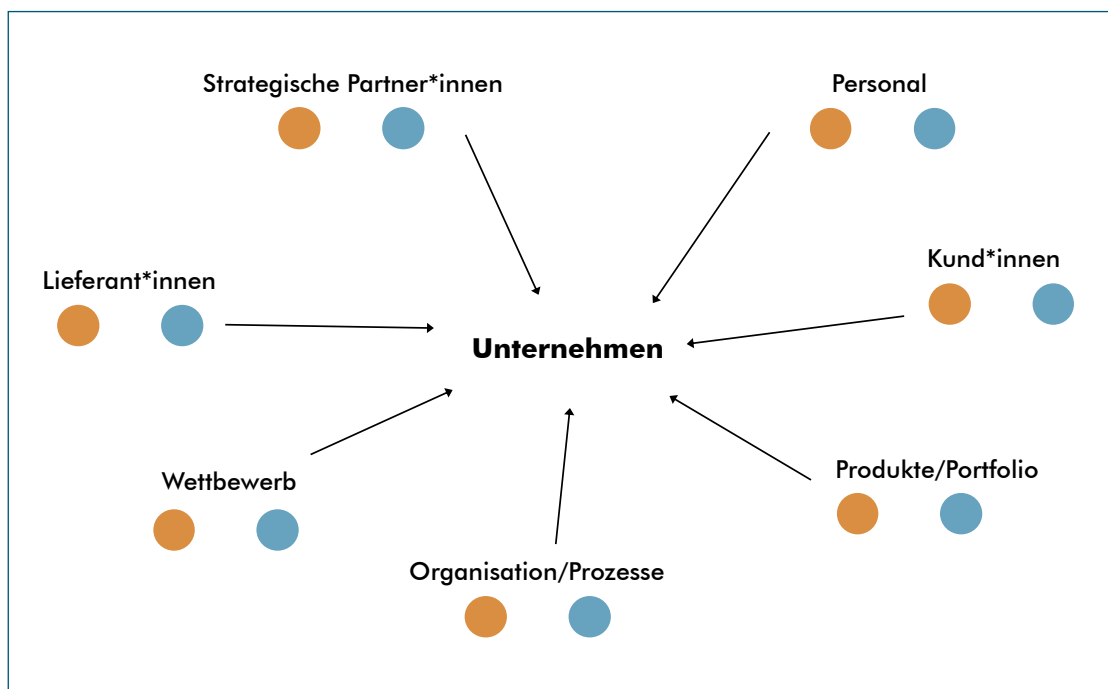 Strategische Partner*innen
Personal
Kund*innen
Lieferant*innen
Unternehmen
Produkte/Portfolio
Wettbewerb
Organisation/Prozesse